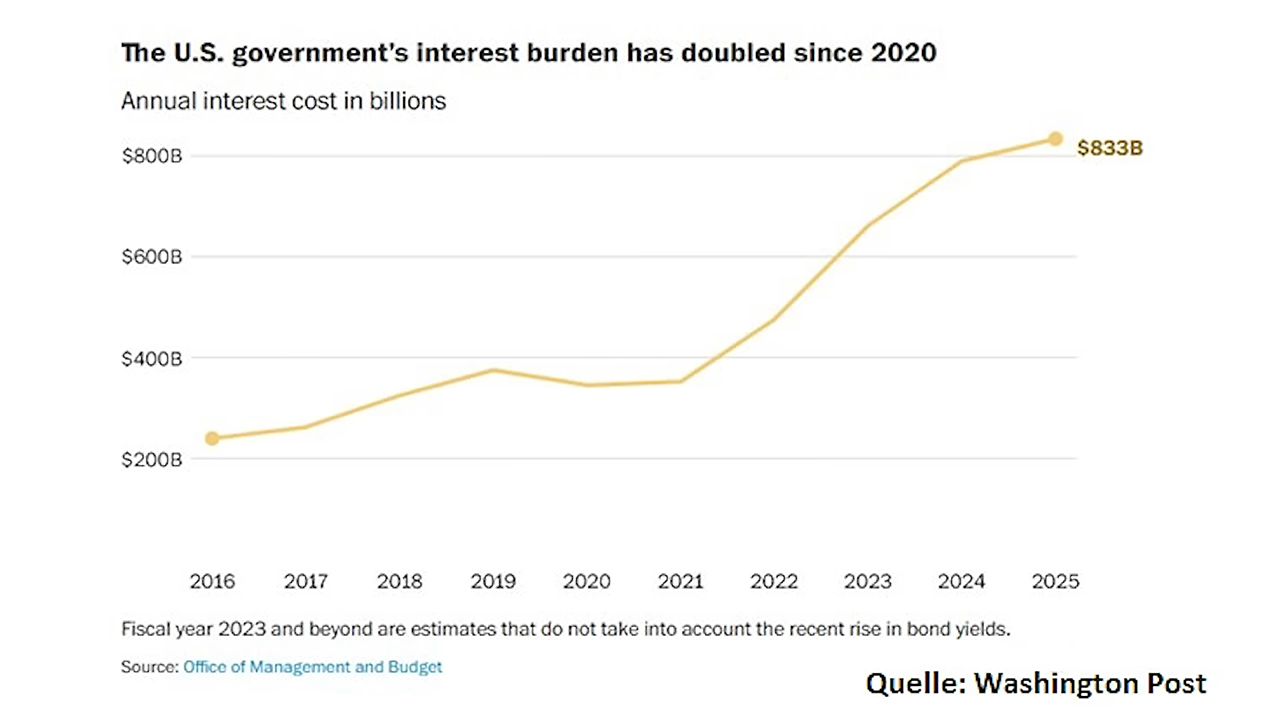 The U.S. government's interest burden has doubled since 2020
Annual interest cost in billions
$800B
$833B
$600B
$400B
$200B
2016 2017 2018 2019 2020 2021 2022 2023 2024 2025
Fiscal year 2023 and beyond are estimates that do not take into account the recent rise in bond yields.
Source: Office of Management and Budget
Quelle: Washington Post